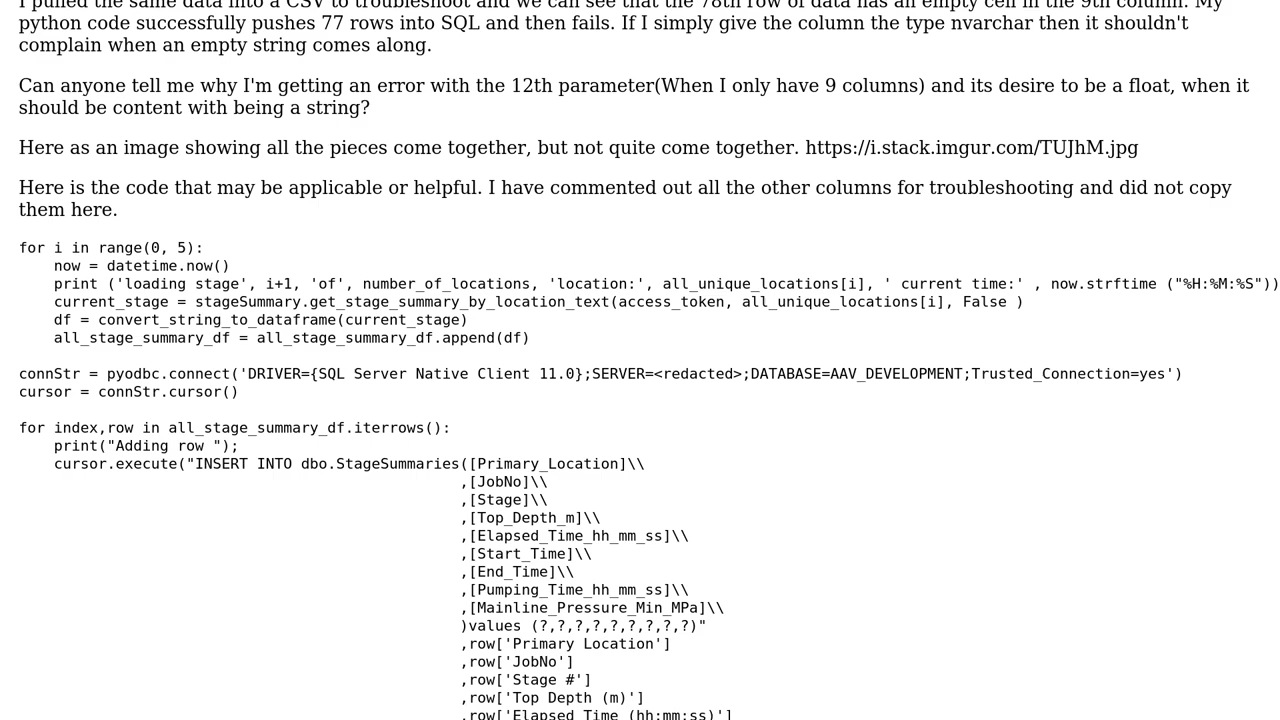 I pulled the same data into a CSV to troubleshoot and we can see that the 78th row of data has an empty cell in the 9th column. My
python code successfully pushes 77 rows into SQL and then fails. If I simply give the column the type nvarchar then it shouldn't
complain when an empty string comes along.
Can anyone tell me why I'm getting an error with the 12th parameter(When I only have 9 columns) and its desire to be a float, when it
should be content with being a string?
Here as an image showing all the pieces come together, but not quite come together. https://i.stack.imgur.com/TUJhM.jpg
Here is the code that may be applicable or helpful. I have commented out all the other columns for troubleshooting and did not copy
them here.
for i in range(0, 5):
    now = datetime.now()
    print ('loading stage', i+1, 'of', number_of_locations, 'location:', all_unique_locations[i], ' current time:' , now.strftime ("%H:%M:%S"))
    current_stage = stageSummary.get_stage_summary_by_location_text(access_token, all_unique_locations[i], False )
    df = convert_string_to_dataframe(current_stage)
    all_stage_summary_df = all_stage_summary_df.append(df)
connStr = pyodbc.connect('DRIVER={SQL Server Native Client 11.0};SERVER=<redacted>;DATABASE=AAV_DEVELOPMENT;Trusted_Connection=yes')
cursor = connStr.cursor()
for index,row in all_stage_summary_df.iterrows():
    print("Adding row ");
    cursor.execute("INSERT INTO dbo.StageSummaries([Primary_Location]\\
                                                  ,[JobNo]\\
                                                  ,[Stage]\\
                                                  ,[Top_Depth_m]\\
                                                  ,[Elapsed_Time_hh_mm_ss]\\
                                                  ,[Start_Time]\\
                                                  ,[End_Time]\\
                                                  ,[Pumping_Time_hh_mm_ss]\\
                                                  ,[Mainline_Pressure_Min_MPa]\\
                                                  )values (?,?,?,?,?,?,?,?,?)"
                                                  ,row['Primary Location']
                                                  ,row['JobNo']
                                                  ,row['Stage #']
                                                  ,row['Top Depth (m)']
                                                  ,row['Elapsed Time (hh:mm:ss)']